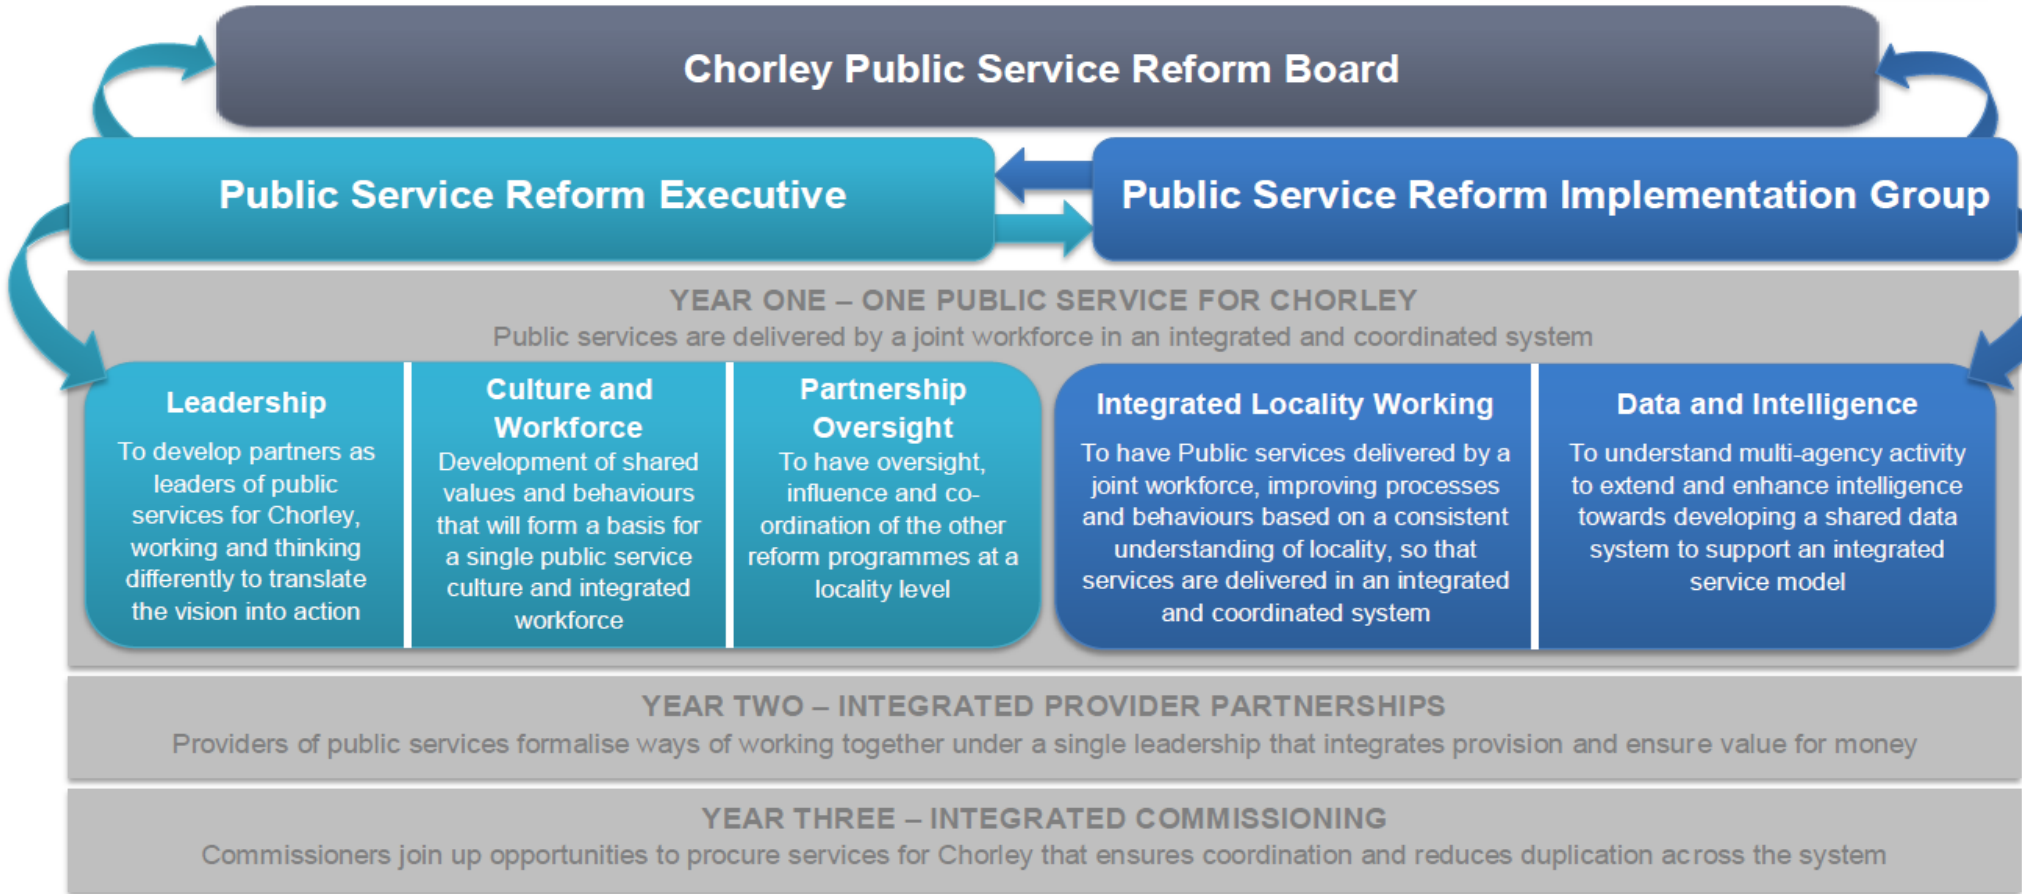 Chorley Public Service Reform Board
Public Service Reform Executive
Public Service Reform Implementation Group
YEAR ONE – ONE PUBLIC SERVICE FOR CHORLEY
Public services are delivered by a joint workforce in an integrated and coordinated system
Leadership
To develop partners as
leaders of public
services for Chorley,
working and thinking
differently to translate
the vision into action
Culture and
Workforce
Development of shared
values and behaviours
that will form a basis for
a single public service
culture and integrated
workforce
Partnership
Oversight
To have oversight,
influence and co-
ordination of the other
reform programmes at a
locality level
Integrated Locality Working
To have Public services delivered by a
joint workforce, improving processes
and behaviours based on a consistent
understanding of locality, so that
services are delivered in an integrated
and coordinated system
Data and Intelligence
To understand multi-agency activity
to extend and enhance intelligence
towards developing a shared data
system to support an integrated
service model
YEAR TWO – INTEGRATED PROVIDER PARTNERSHIPS
Providers of public services formalise ways of working together under a single leadership that integrates provision and ensure value for money
YEAR THREE – INTEGRATED COMMISSIONING
Commissioners join up opportunities to procure services for Chorley that ensures coordination and reduces duplication across the system